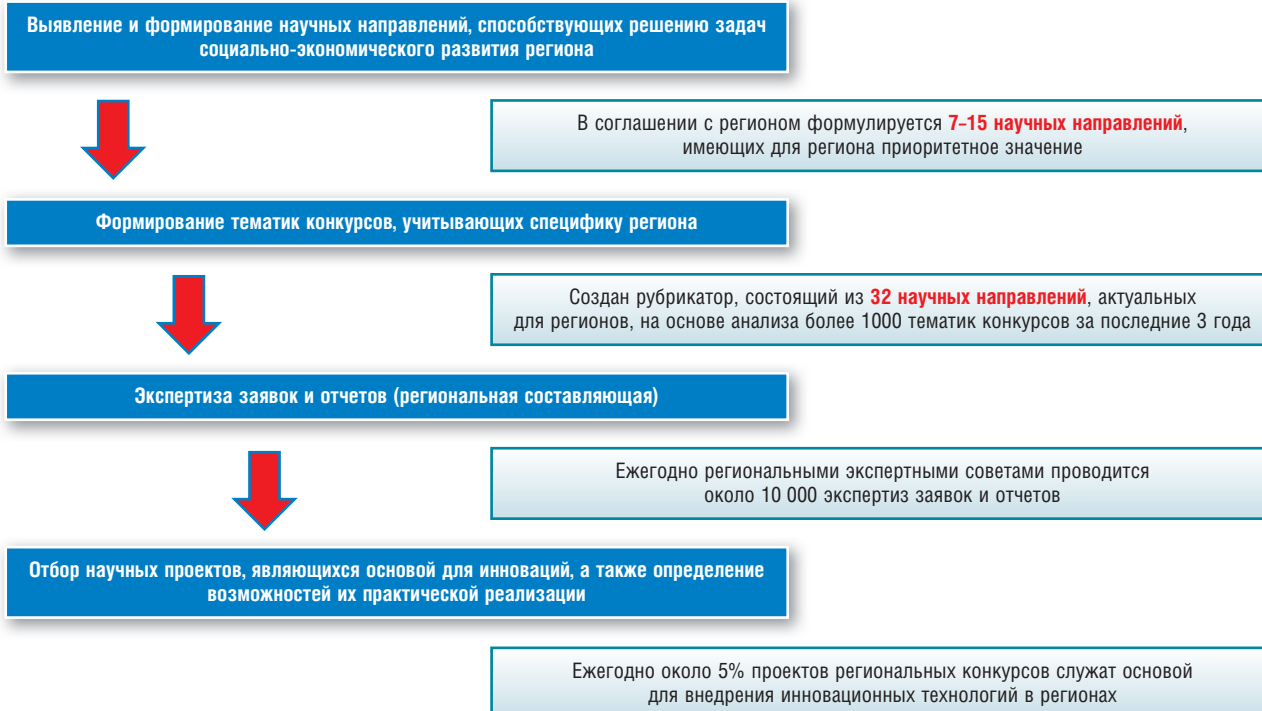 Выявление и формирование научных направлений, способствующих решению задач
социально-экономического развития региона
В соглашении с регионом формулируется 7–15 научных направлений,
имеющих для региона приоритетное значение
Формирование тематик конкурсов, учитывающих специфику региона
Создан рубрикатор, состоящий из 32 научных направлений, актуальных
для регионов, на основе анализа более 1000 тематик конкурсов за последние 3 года
Экспертиза заявок и отчетов (региональная составляющая)
Ежегодно региональными экспертными советами проводится
около 10 000 экспертиз заявок и отчетов
Отбор научных проектов, являющихся основой для инноваций, а также определение
возможностей их практической реализации
Ежегодно около 5% проектов региональных конкурсов служат основой
для внедрения инновационных технологий в регионах